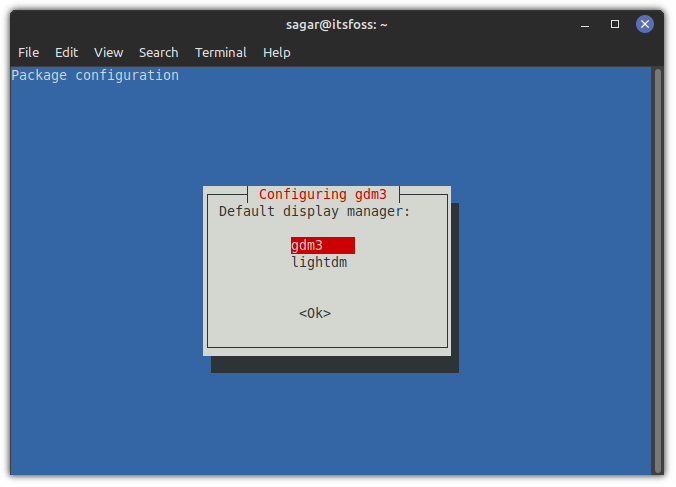 sagar@itsfoss: ~
File Edit View Search Terminal Help
Package configuration
Configuring gdm3
Default display manager:
gdm3
lightdm
<Ok>